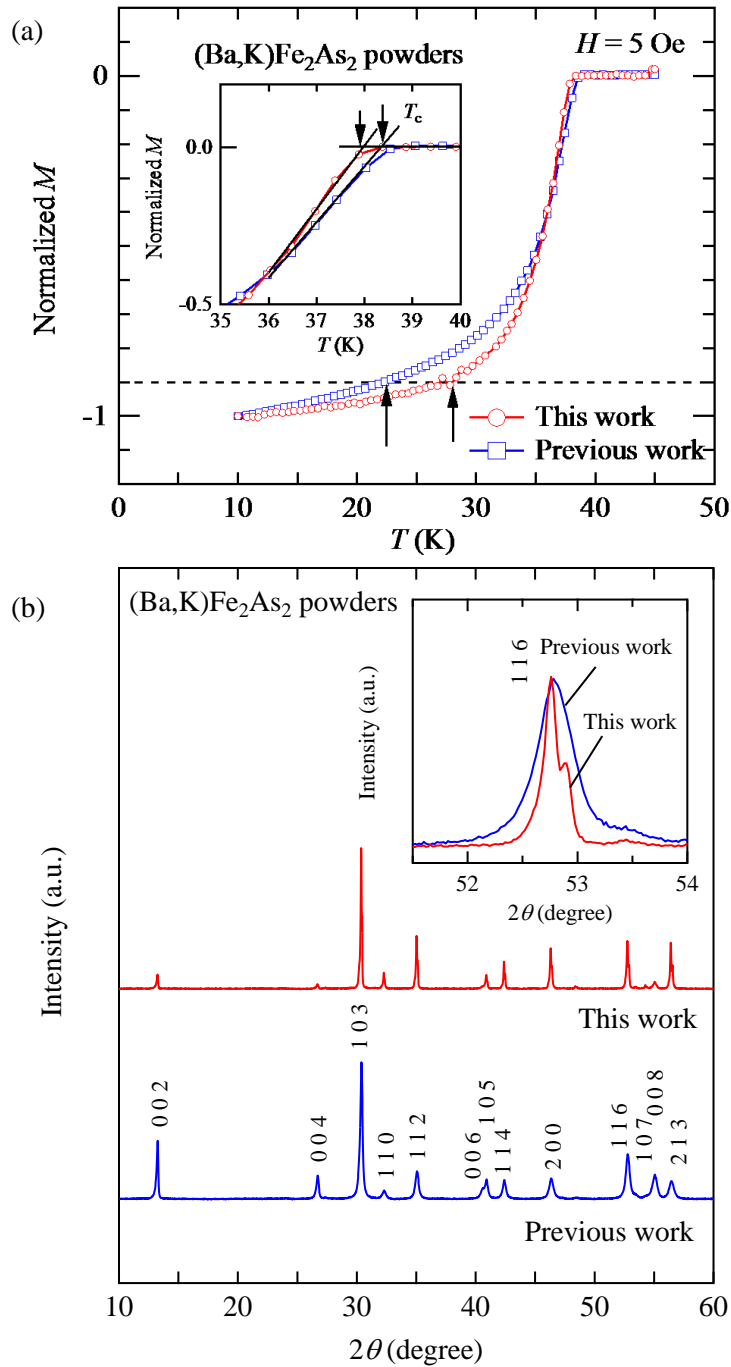 (a)
(Ba,K)Fe2As2 powders
H = 5 Oe
Tc
Normalized M
0.0
-0.5
35 36 37 38 39 40
T (K)
Normalized M
0
-1
This work
Previous work
0 10 20 30 40 50
T (K)
(b)
(Ba,K)Fe2As2 powders
1 1 6
Previous work
This work
Intensity (a.u.)
52 53 54
2θ (degree)
Intensity (a.u.)
This work
0 0 2
0 0 4
1 0 3
1 1 0
1 1 2
0 0 6
1 0 5
1 1 4
2 0 0
1 1 6
1 0 7
0 0 8
2 1 3
Previous work
10 20 30 40 50 60
2θ (degree)